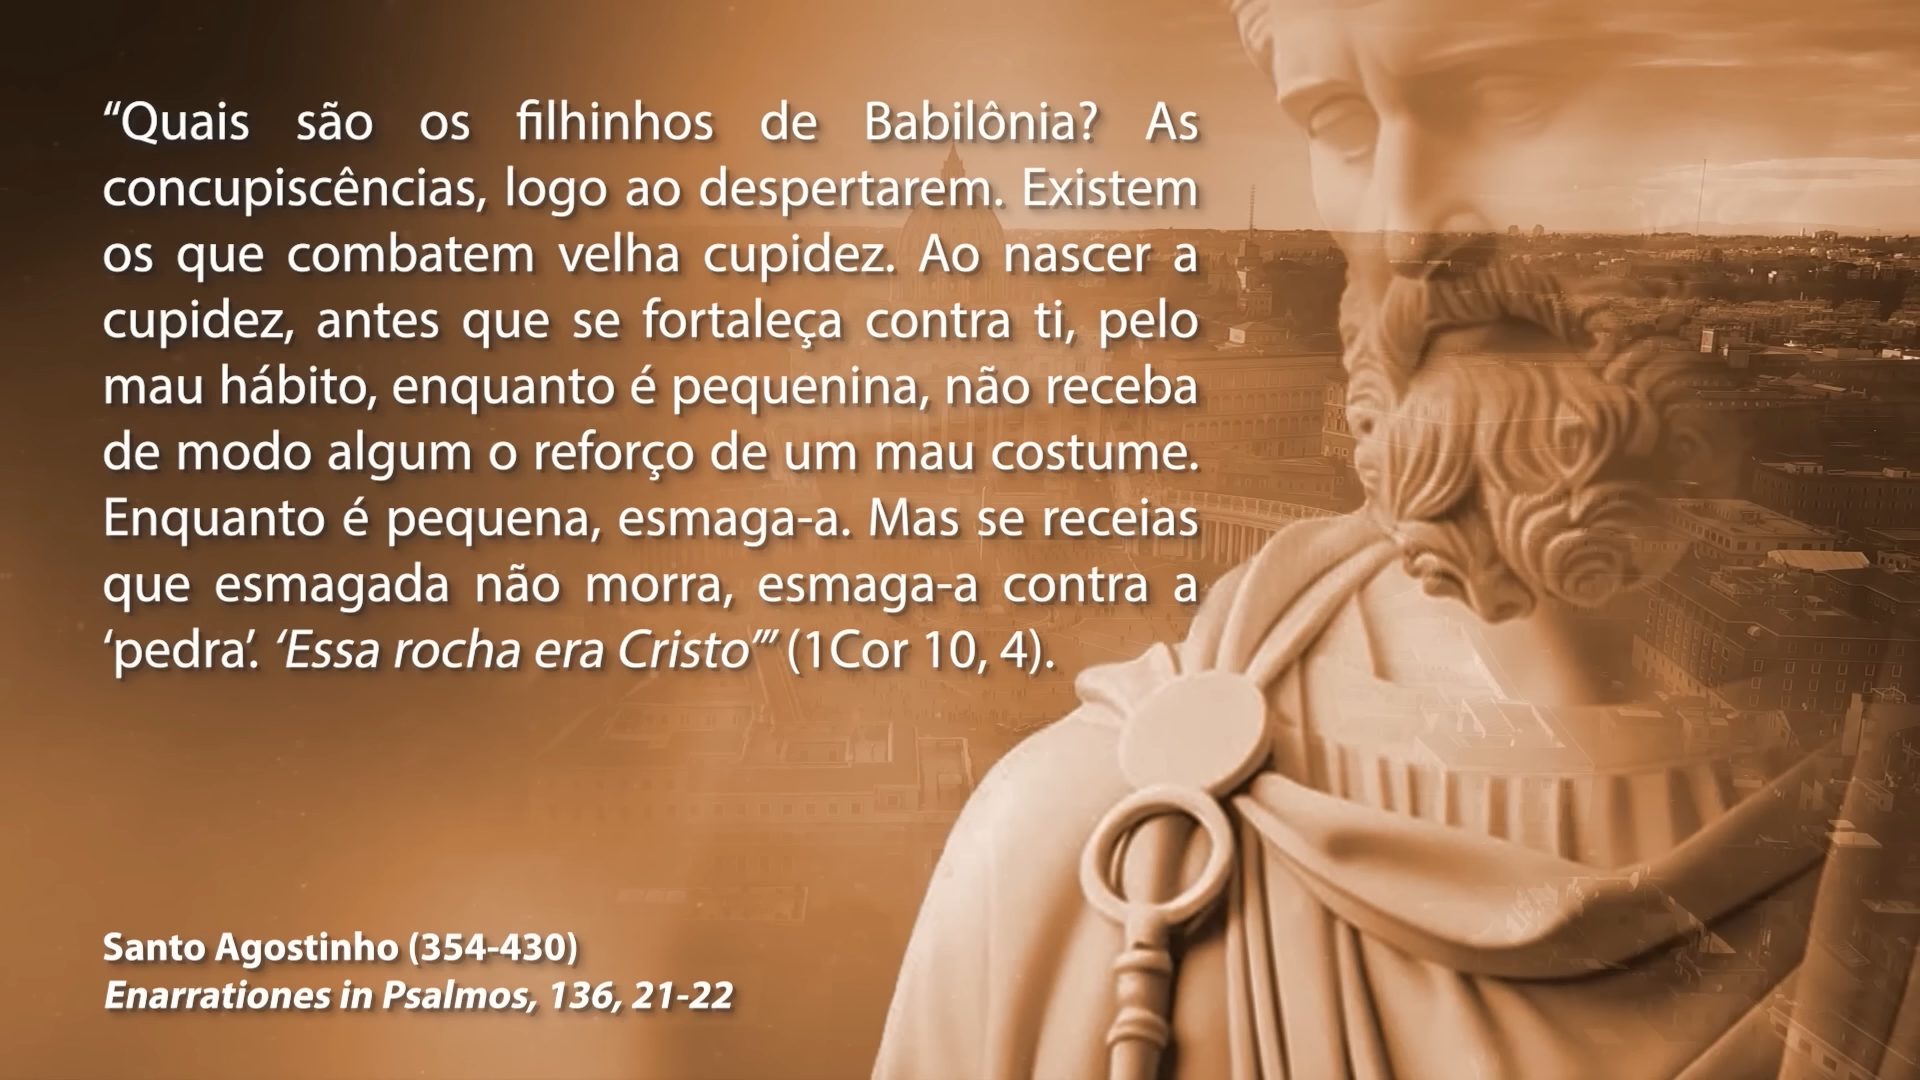 “Quais são os filhinhos de Babilônia? As
concupiscências, logo ao despertarem. Existem
os que combatem velha cupidez. Ao nascer a
cupidez, antes que se fortaleça contra ti, pelo
mau hábito, enquanto é pequenina, não receba
de modo algum o reforço de um mau costume.
Enquanto é pequena, esmaga-a. Mas se receias
que esmagada não morra, esmaga-a contra a
‘pedra’. ‘Essa rocha era Cristo’” (1Cor 10, 4).
Santo Agostinho (354-430)
Enarrationes in Psalmos, 136, 21-22